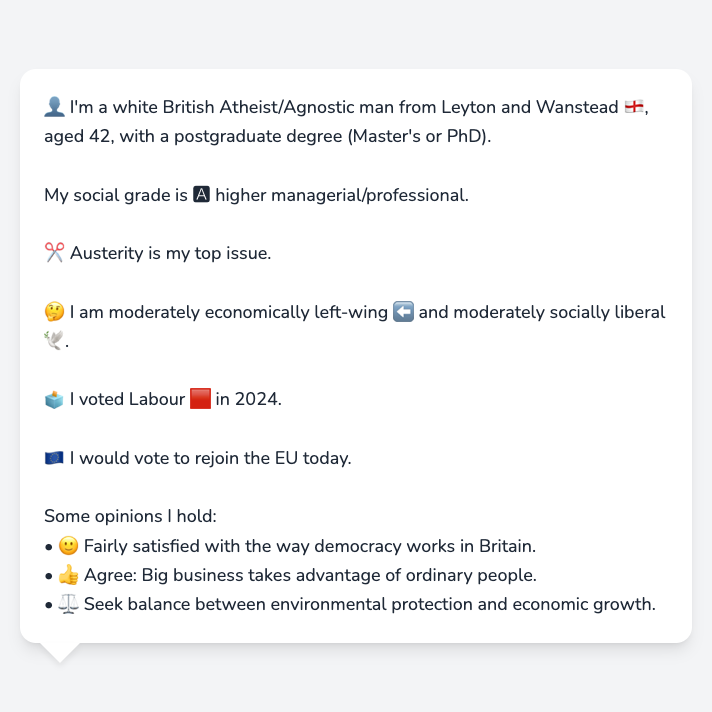 👤 I'm a white British Atheist/Agnostic man from Leyton and Wanstead 🏴󠁧󠁢󠁥󠁮󠁧󠁿,
aged 42, with a postgraduate degree (Master's or PhD).
My social grade is 🅰 higher managerial/professional.
✂️ Austerity is my top issue.
🤔 I am moderately economically left-wing ⬅️ and moderately socially liberal
🕊️.
🗳️ I voted Labour 🟥 in 2024.
🇪🇺 I would vote to rejoin the EU today.
Some opinions I hold:
• 🙂 Fairly satisfied with the way democracy works in Britain.
• 👍 Agree: Big business takes advantage of ordinary people.
• ⚖️ Seek balance between environmental protection and economic growth.